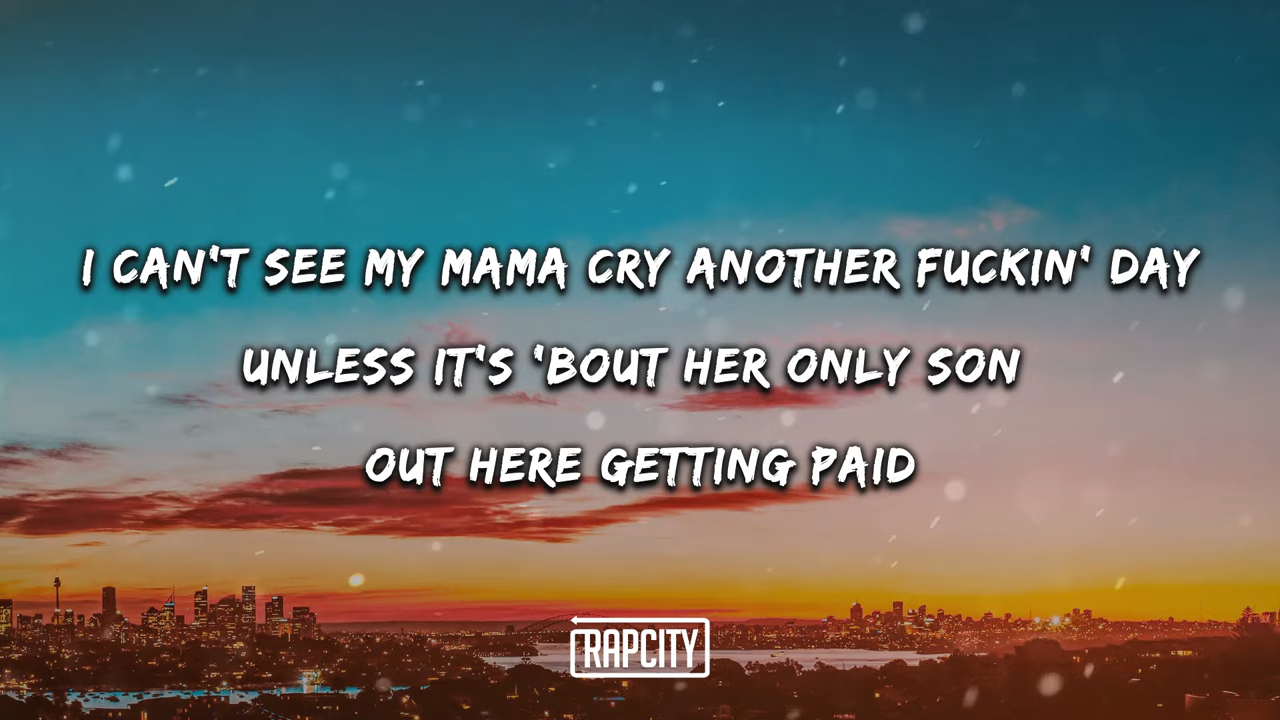 I CAN'T SEE MY MAMA CRY ANOTHER FUCKIN' DAY
UNLESS IT'S 'BOUT HER ONLY SON
OUT HERE GETTING PAID
RAPCITY